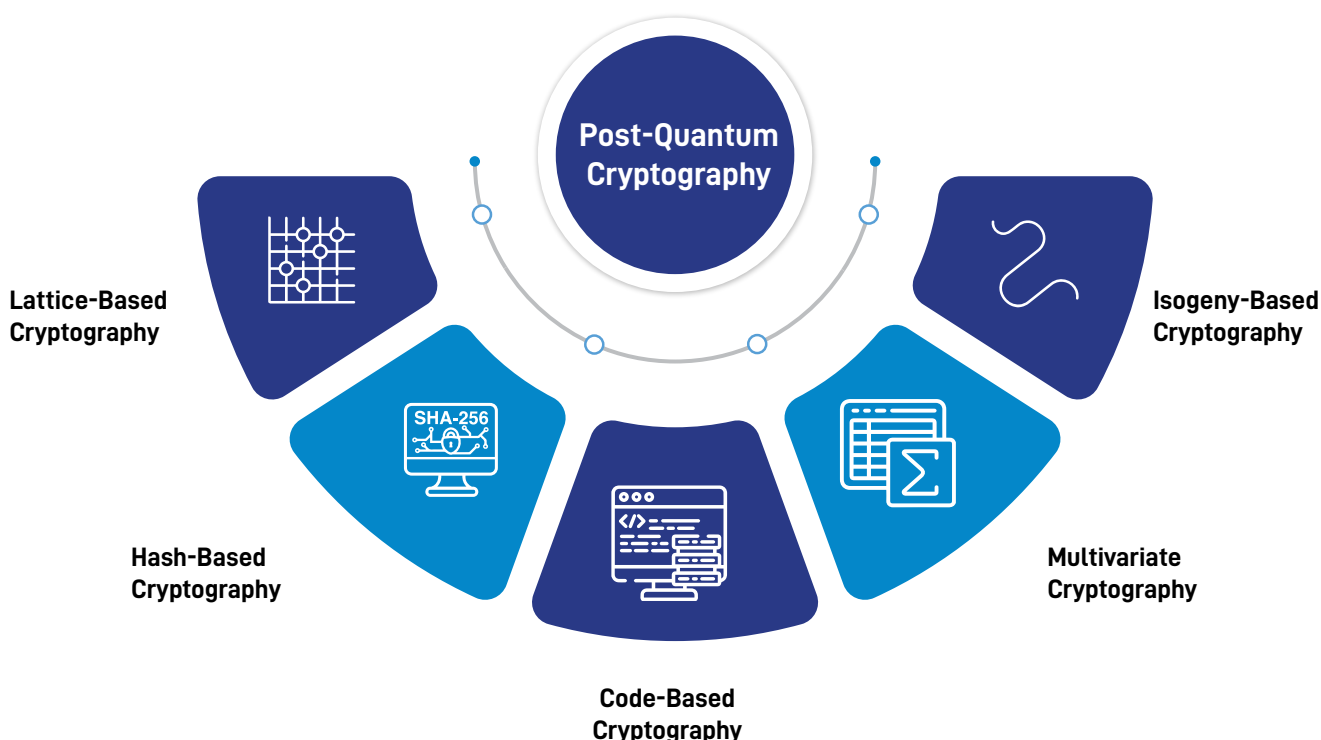 Post-Quantum
Cryptography
Lattice-Based
Cryptography
Isogeny-Based
Cryptography
SHA-256
</>
Σ
Hash-Based
Cryptography
Multivariate
Cryptography
Code-Based
Cryptography